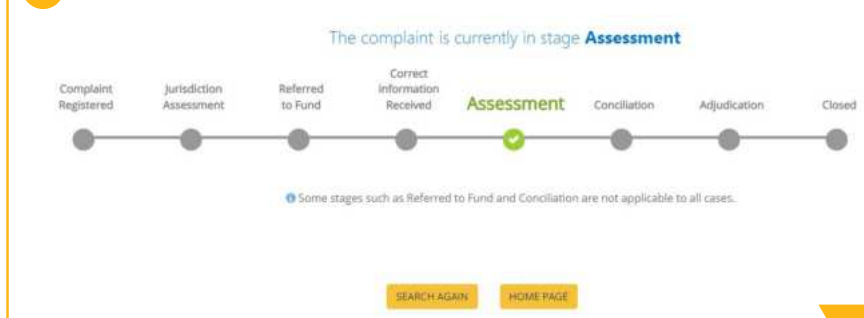 The complaint is currently in stage Assessment
Complaint Registered
Jurisdiction Assessment
Referred to Fund
Correct information Received
Assessment
Conciliation
Adjudication
Closed
Some stages such as Referred to Fund and Conciliation are not applicable to all cases.
SEARCH AGAIN
HOME PAGE